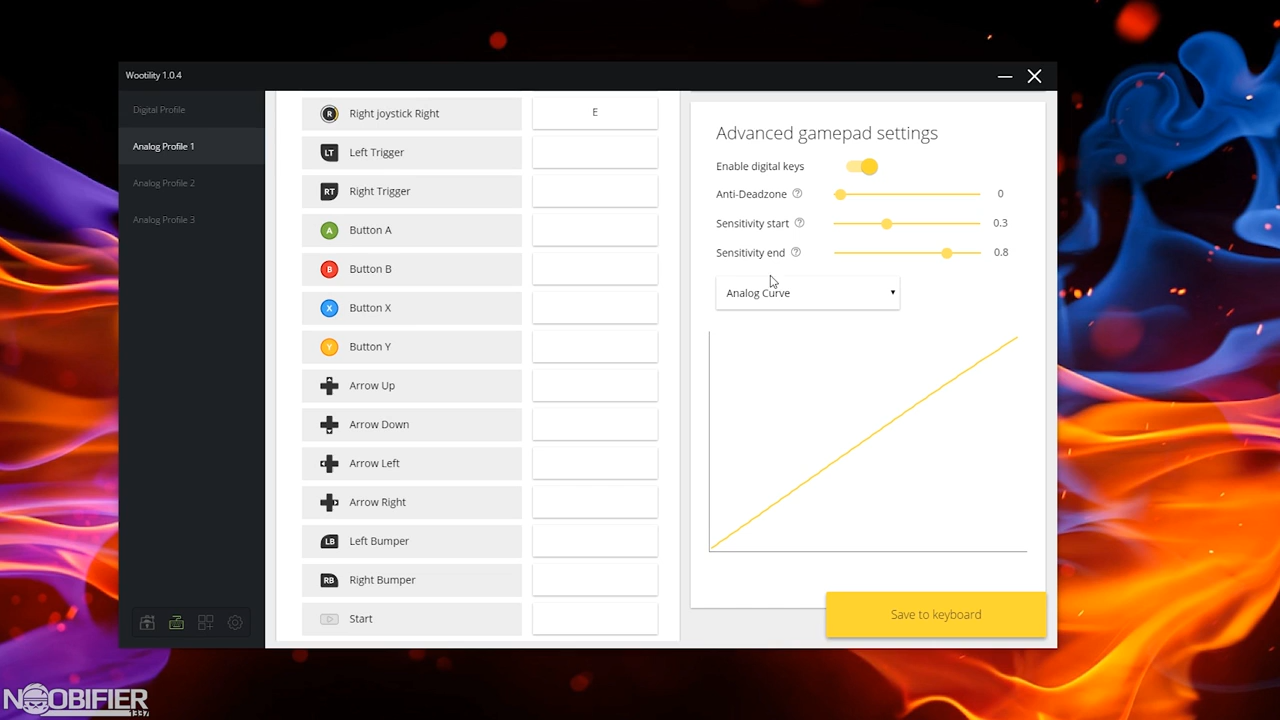 Wootility 1.0.4
Digital Profile
Analog Profile 1
Analog Profile 2
Analog Profile 3
R Right joystick Right E
LT Left Trigger
RT Right Trigger
A Button A
B Button B
X Button X
Y Button Y
Arrow Up
Arrow Down
Arrow Left
Arrow Right
LB Left Bumper
RB Right Bumper
Start
Advanced gamepad settings
Enable digital keys
Anti-Deadzone ? 0
Sensitivity start ? 0.3
Sensitivity end ? 0.8
Analog Curve
Save to keyboard
NOOBIFIER
1337